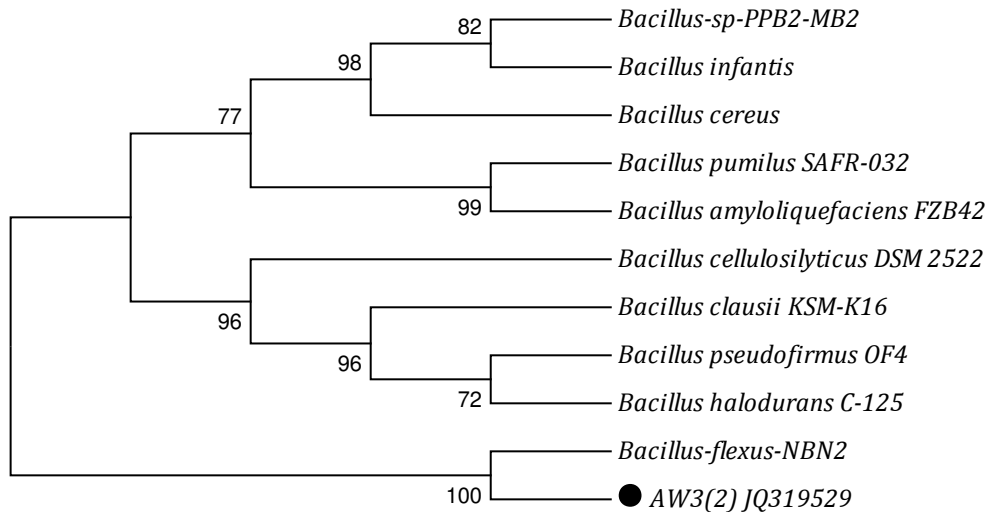 Bacillus-sp-PPB2-MB2
82
Bacillus infantis
98
Bacillus cereus
77
Bacillus pumilus SAFR-032
99
Bacillus amyloliquefaciens FZB42
Bacillus cellulosilyticus DSM 2522
96
Bacillus clausii KSM-K16
96
Bacillus pseudofirmus OF4
72
Bacillus halodurans C-125
Bacillus-flexus-NBN2
100
AW3(2) JQ319529